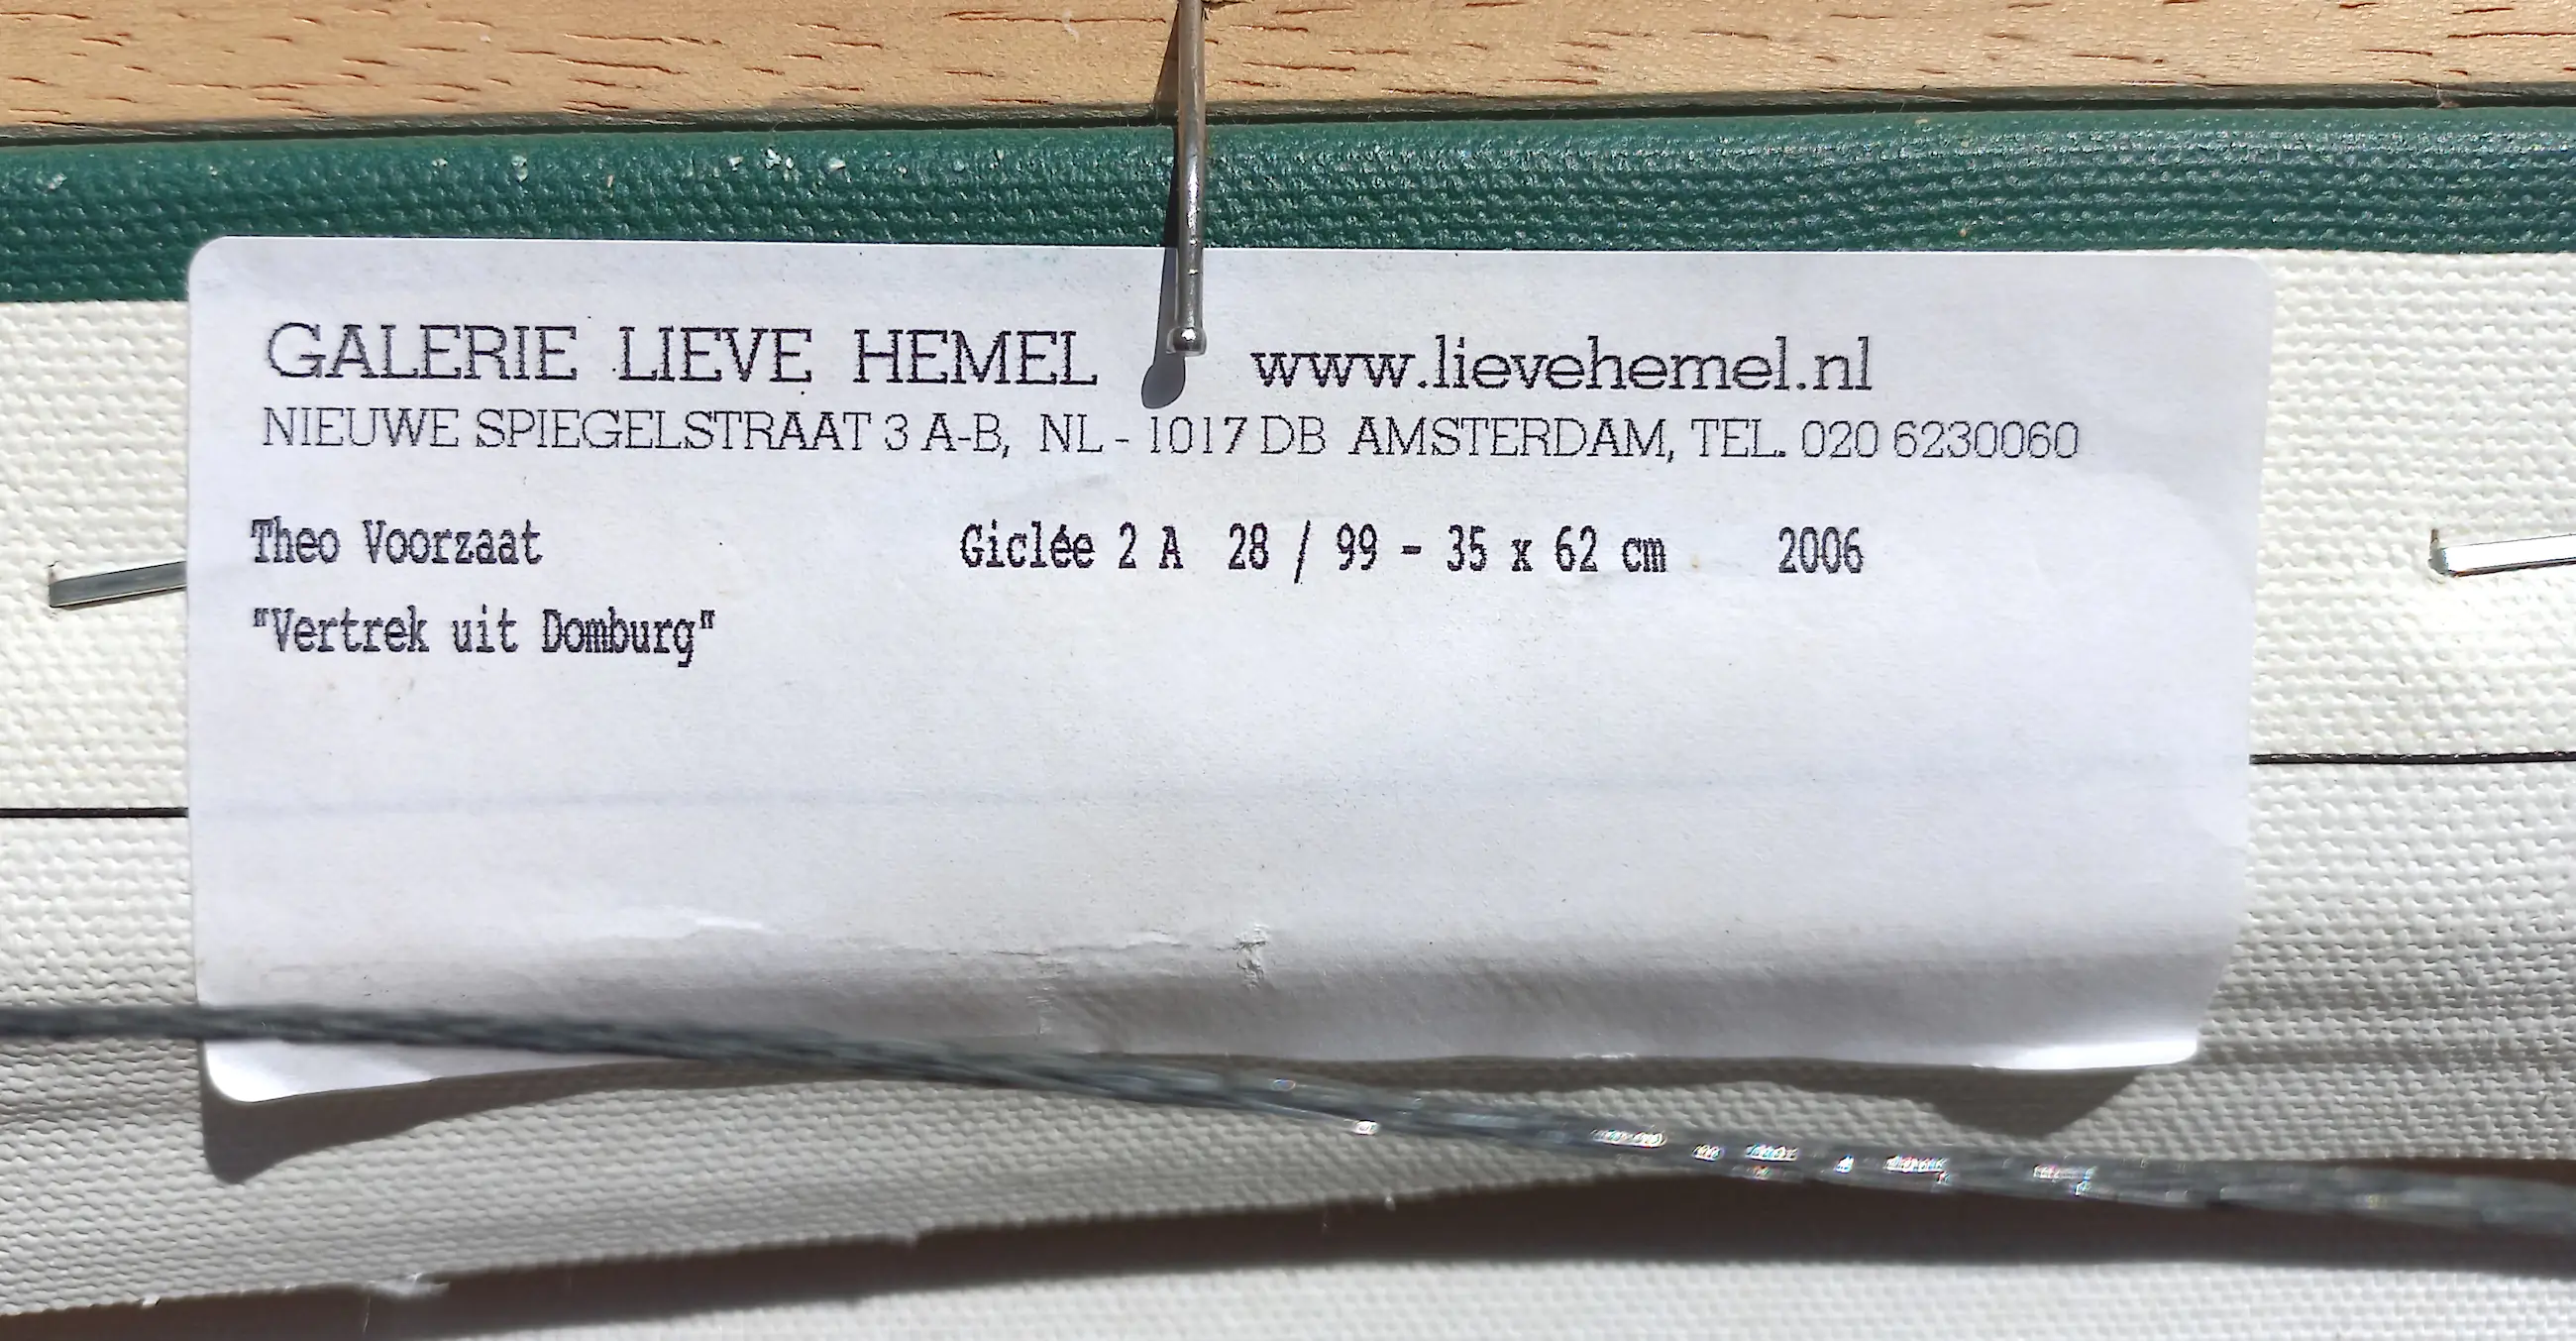 GALERIE LIEVE HEMEL www.lievehemel.nl
NIEUWE SPIEGELSTRAAT 3 A-B, NL - 1017 DB AMSTERDAM, TEL. 020 6230060
Theo Voorzaat Giclée 2 A 28 / 99 - 35 x 62 cm 2006
"Vertrek uit Domburg"